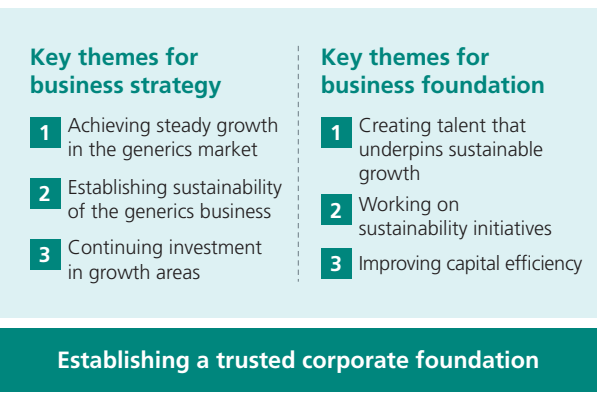 Key themes for
business strategy
1 Achieving steady growth
in the generics market
2 Establishing sustainability
of the generics business
3 Continuing investment
in growth areas
Key themes for
business foundation
1 Creating talent that
underpins sustainable
growth
2 Working on
sustainability initiatives
3 Improving capital efficiency
Establishing a trusted corporate foundation